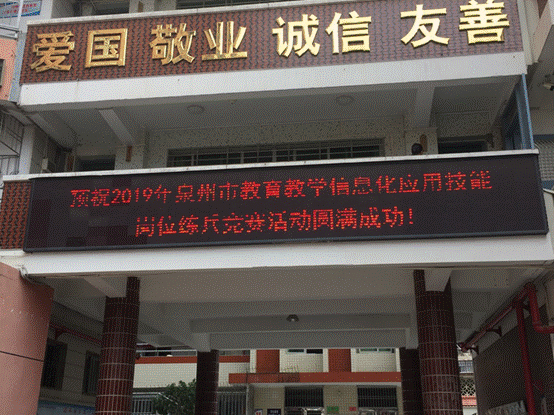 爱国 敬业 诚信 友善
预祝2019年泉州市教育教学信息化应用技能
岗位练兵竞赛活动圆满成功!